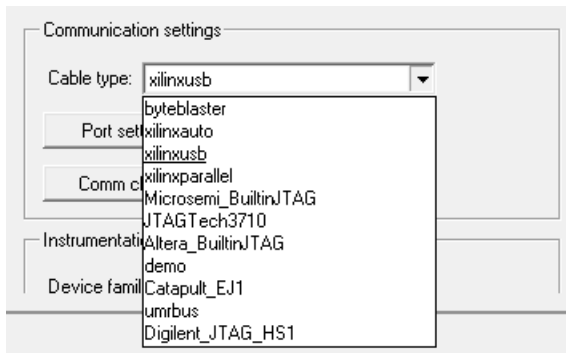 Communication settings
Cable type: xilinxusb
byteblaster
Port set
xilinxauto
xilinxusb
xilinxparallel
Comm
Microsemi_BuiltinJTAG
JTAGTech3710
Altera_BuiltinJTAG
demo
Device famil
Catapult_EJ1
umrbus
Digilent_JTAG_HS1